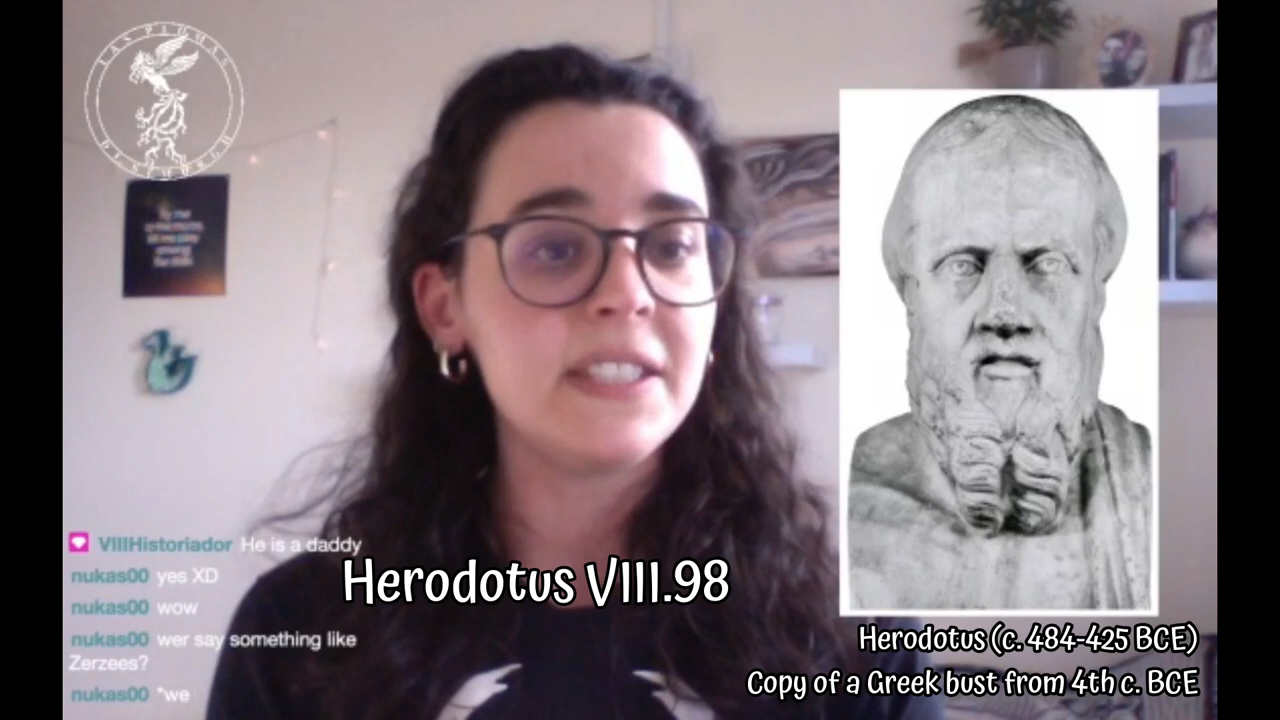 VIIIHistoriador He is a daddy
nukas00 yes XD
nukas00 wow
nukas00 wer say something like
Zerzees?
nukas00 *we
Herodotus VIII.98
Herodotus (c. 484-425 BCE)
Copy of a Greek bust from 4th c. BCE